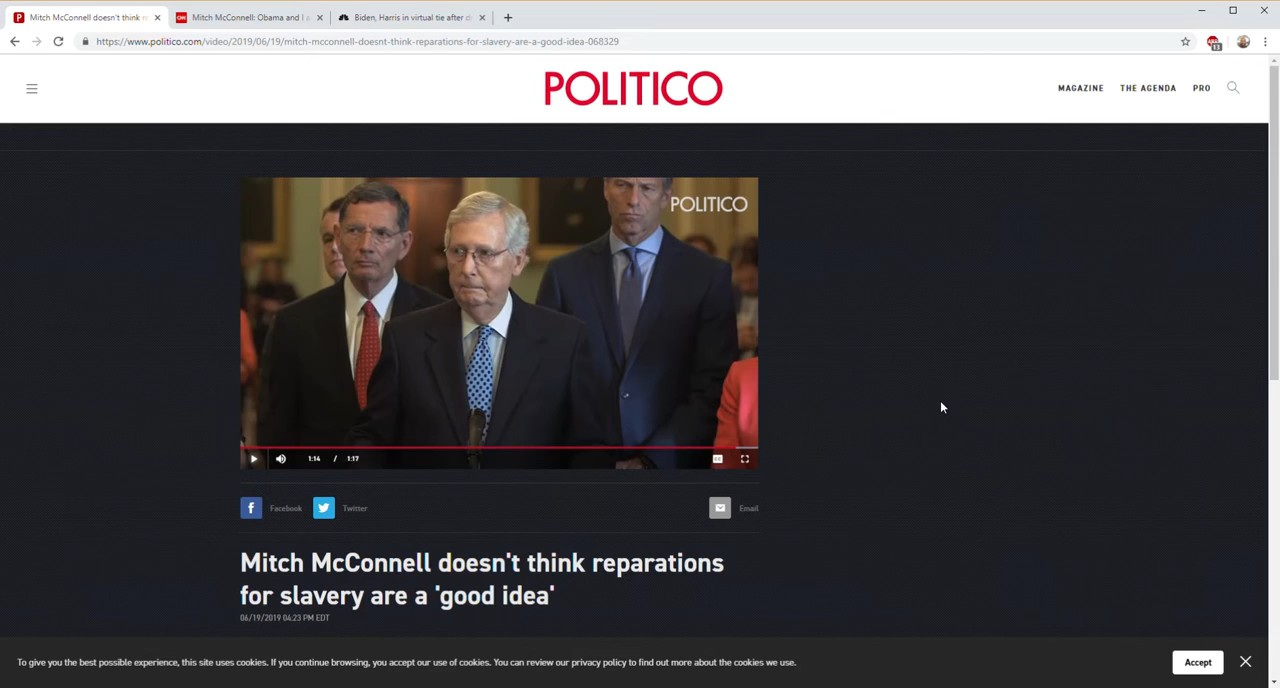 Mitch McConnell doesn't think re
Mitch McConnell: Obama and I a
Biden, Harris in virtual tie after d
https://www.politico.com/video/2019/06/19/mitch-mcconnell-doesnt-think-reparations-for-slavery-are-a-good-idea-068329
POLITICO
MAGAZINE THE AGENDA PRO
POLITICO
1:14 / 1:17
CC
Facebook Twitter Email
Mitch McConnell doesn't think reparations
for slavery are a 'good idea'
06/19/2019 04:23 PM EDT
To give you the best possible experience, this site uses cookies. If you continue browsing, you accept our use of cookies. You can review our privacy policy to find out more about the cookies we use.
Accept